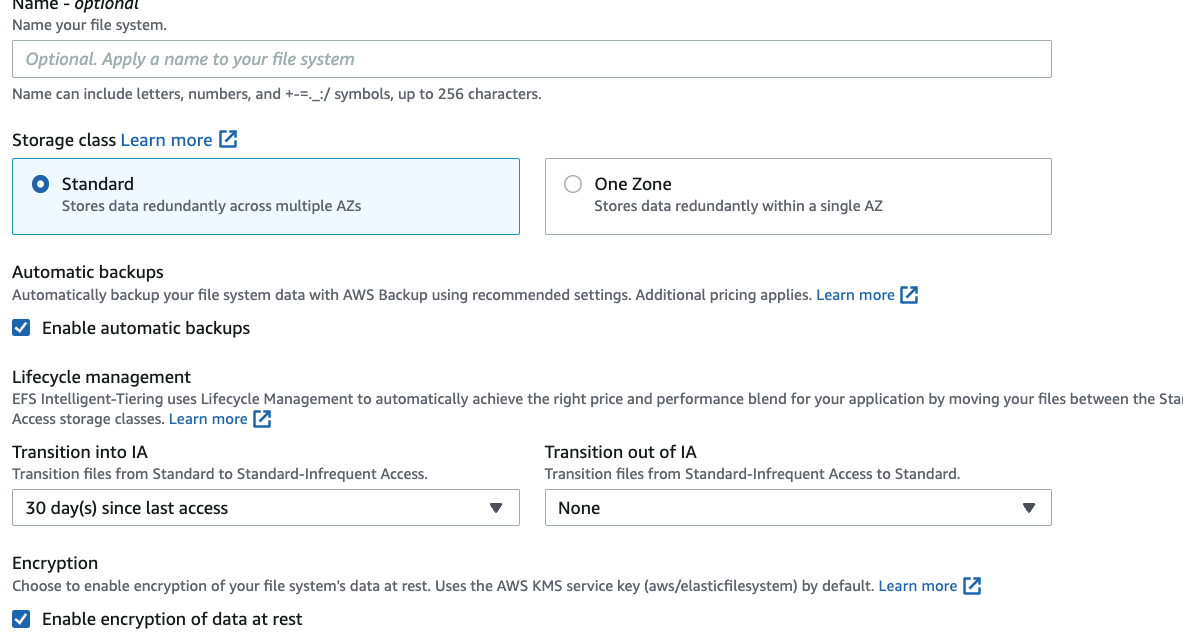 Name - optional
Name your file system.
Optional. Apply a name to your file system
Name can include letters, numbers, and +-=._:/ symbols, up to 256 characters.
Storage class Learn more
Standard
Stores data redundantly across multiple AZs
One Zone
Stores data redundantly within a single AZ
Automatic backups
Automatically backup your file system data with AWS Backup using recommended settings. Additional pricing applies. Learn more
Enable automatic backups
Lifecycle management
EFS Intelligent-Tiering uses Lifecycle Management to automatically achieve the right price and performance blend for your application by moving your files between the
Access storage classes. Learn more
Transition into IA
Transition files from Standard to Standard-Infrequent Access.
30 day(s) since last access
Transition out of IA
Transition files from Standard-Infrequent Access to Standard.
None
Encryption
Choose to enable encryption of your file system's data at rest. Uses the AWS KMS service key (aws/elasticfilesystem) by default. Learn more
Enable encryption of data at rest